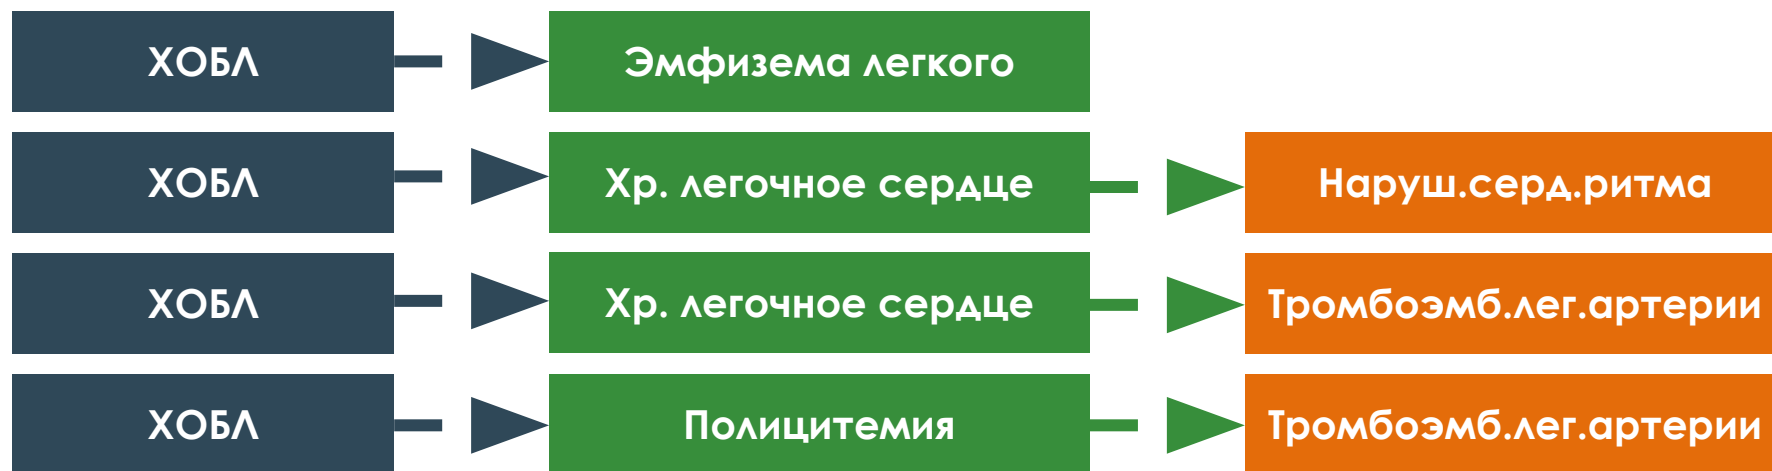 ХОБЛ Эмфизема легкого
ХОБЛ Хр. легочное сердце Наруш.серд.ритма
ХОБЛ Хр. легочное сердце Тромбоэмб.лег.артерии
ХОБЛ Полицитемия Тромбоэмб.лег.артерии